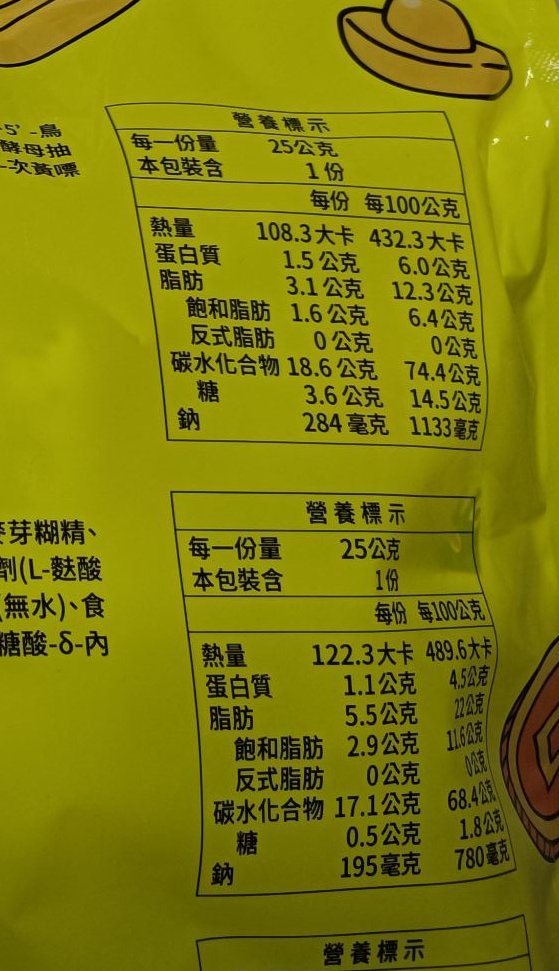 5'-鳥
酵母抽
次黃嘌
營養標示
每一份量 25公克
本包裝含 1份
每份 每100公克
熱量 108.3大卡 432.3大卡
蛋白質 1.5公克 6.0公克
脂肪 3.1公克 12.3公克
飽和脂肪 1.6公克 6.4公克
反式脂肪 0公克 0公克
碳水化合物 18.6公克 74.4公克
糖 3.6公克 14.5公克
鈉 284毫克 1133毫克
麥芽糊精、
劑(L-麩酸
(無水)、食
糖酸-δ-內
營養標示
每一份量 25公克
本包裝含 1份
每份 每100公克
熱量 122.3大卡 489.6大卡
蛋白質 1.1公克 4.5公克
脂肪 5.5公克 22公克
飽和脂肪 2.9公克 11.6公克
反式脂肪 0公克 0公克
碳水化合物 17.1公克 68.4公克
糖 0.5公克 1.8公克
鈉 195毫克 780毫克
營養標示